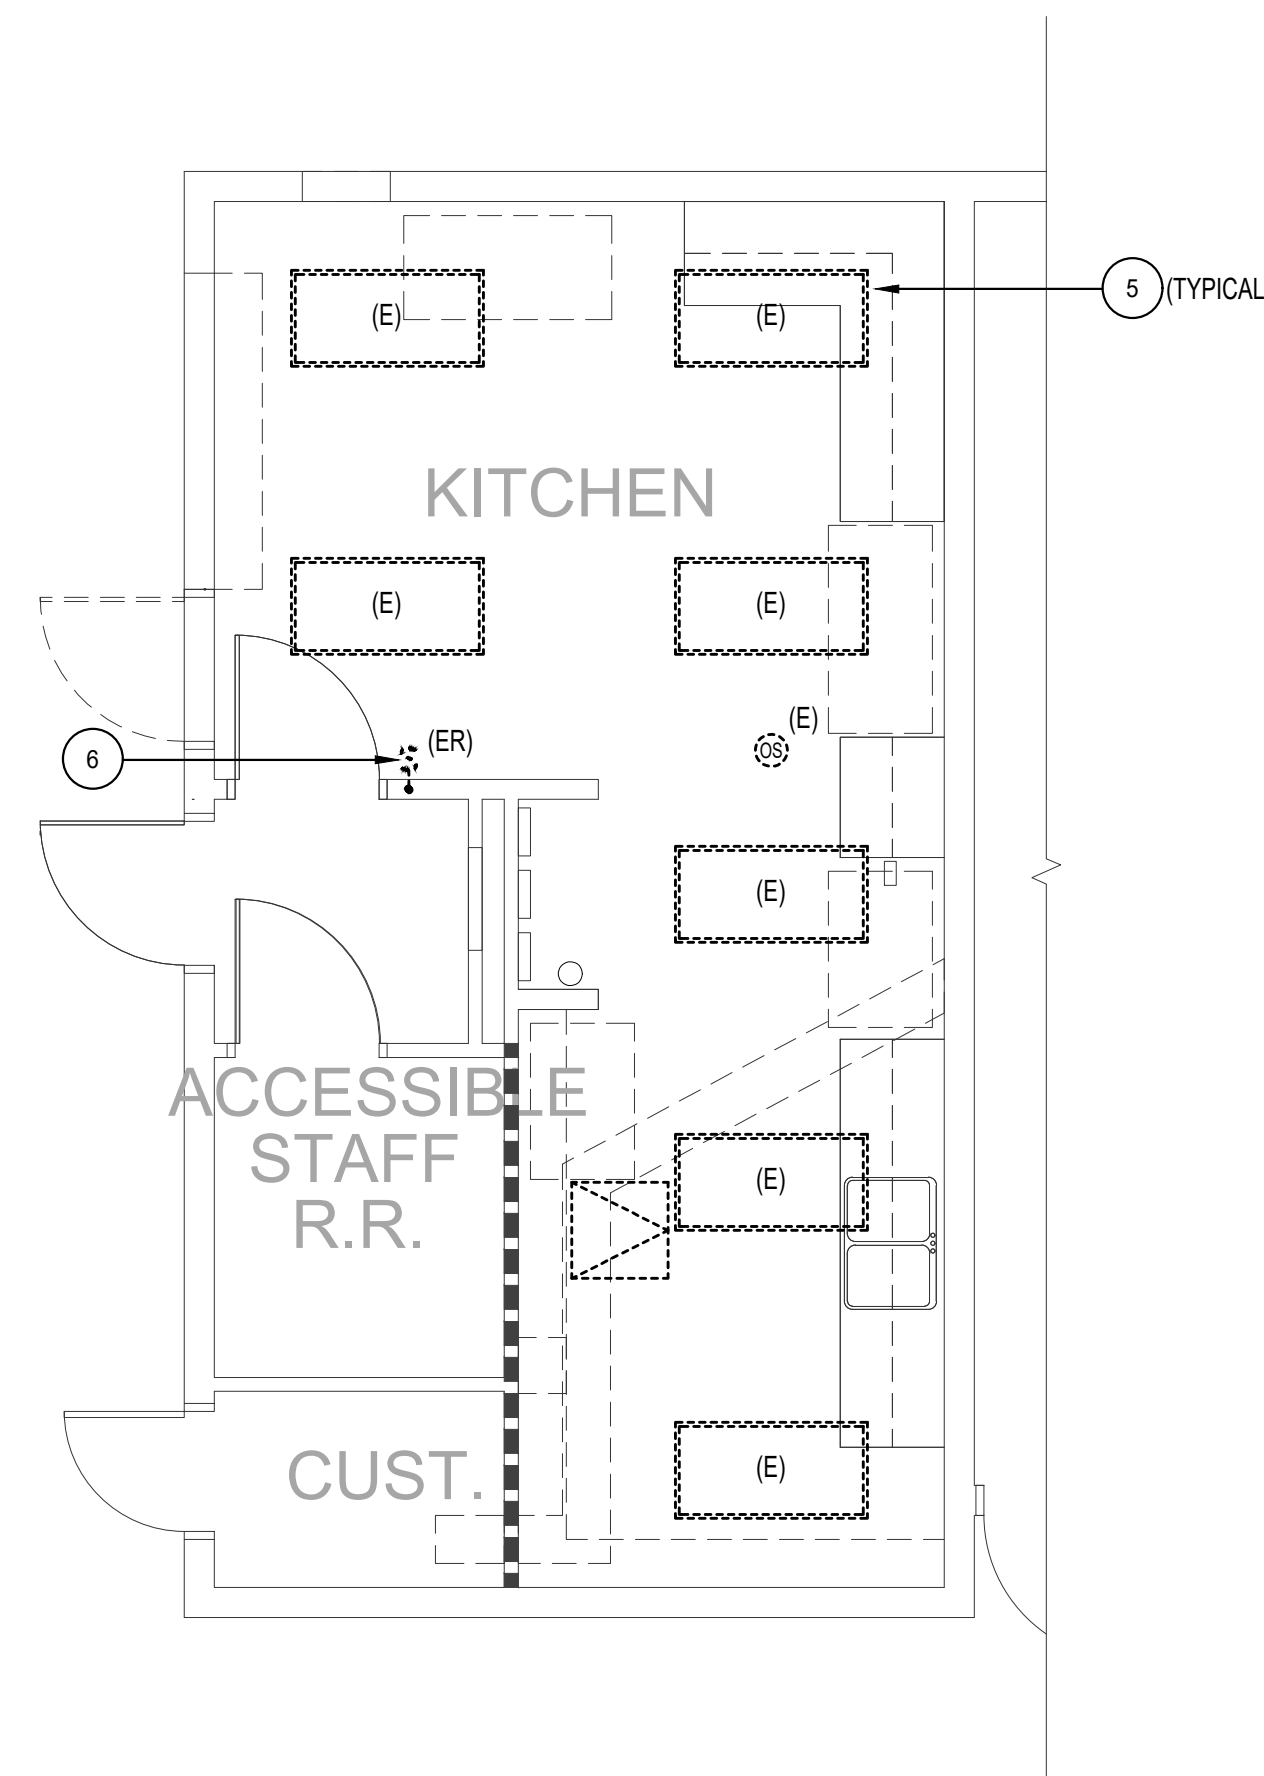 (E)
(E)
5
(TYPICAL
KITCHEN
(E)
(E)
(E)
OS
6
(ER)
(E)
ACCESSIBLE
STAFF
R.R.
(E)
CUST.
(E)